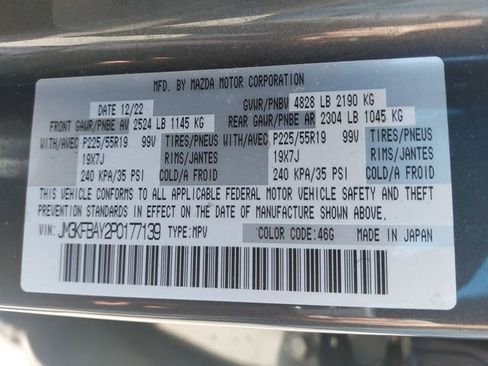 MFD. BY MAZDA MOTOR CORPORATION
DATE 12/22 GVWR/PNBV 4828 LB 2190 KG
FRONT GAWR/PNBE AV 2524 LB 1145 KG REAR GAWR/PNBE AR 2304 LB 1045 KG
WITH/AVEC P225/55R19 99V TIRES/PNEUS WITH/AVEC P225/55R19 99V TIRES/PNEUS
19X7J RIMS/JANTES 19X7J RIMS/JANTES
240 KPA/35 PSI COLD/A FROID 240 KPA/35 PSI COLD/A FROID
THIS VEHICLE CONFORMS TO ALL APPLICABLE FEDERAL MOTOR VEHICLE SAFETY AND THEFT
PREVENTION STANDARDS IN EFFECT ON THE DATE OF MANUFACTURE SHOWN ABOVE.
VIN: JM3KFBAY2P0177139 TYPE:MPV COLOR CODE:46G MADE IN JAPAN